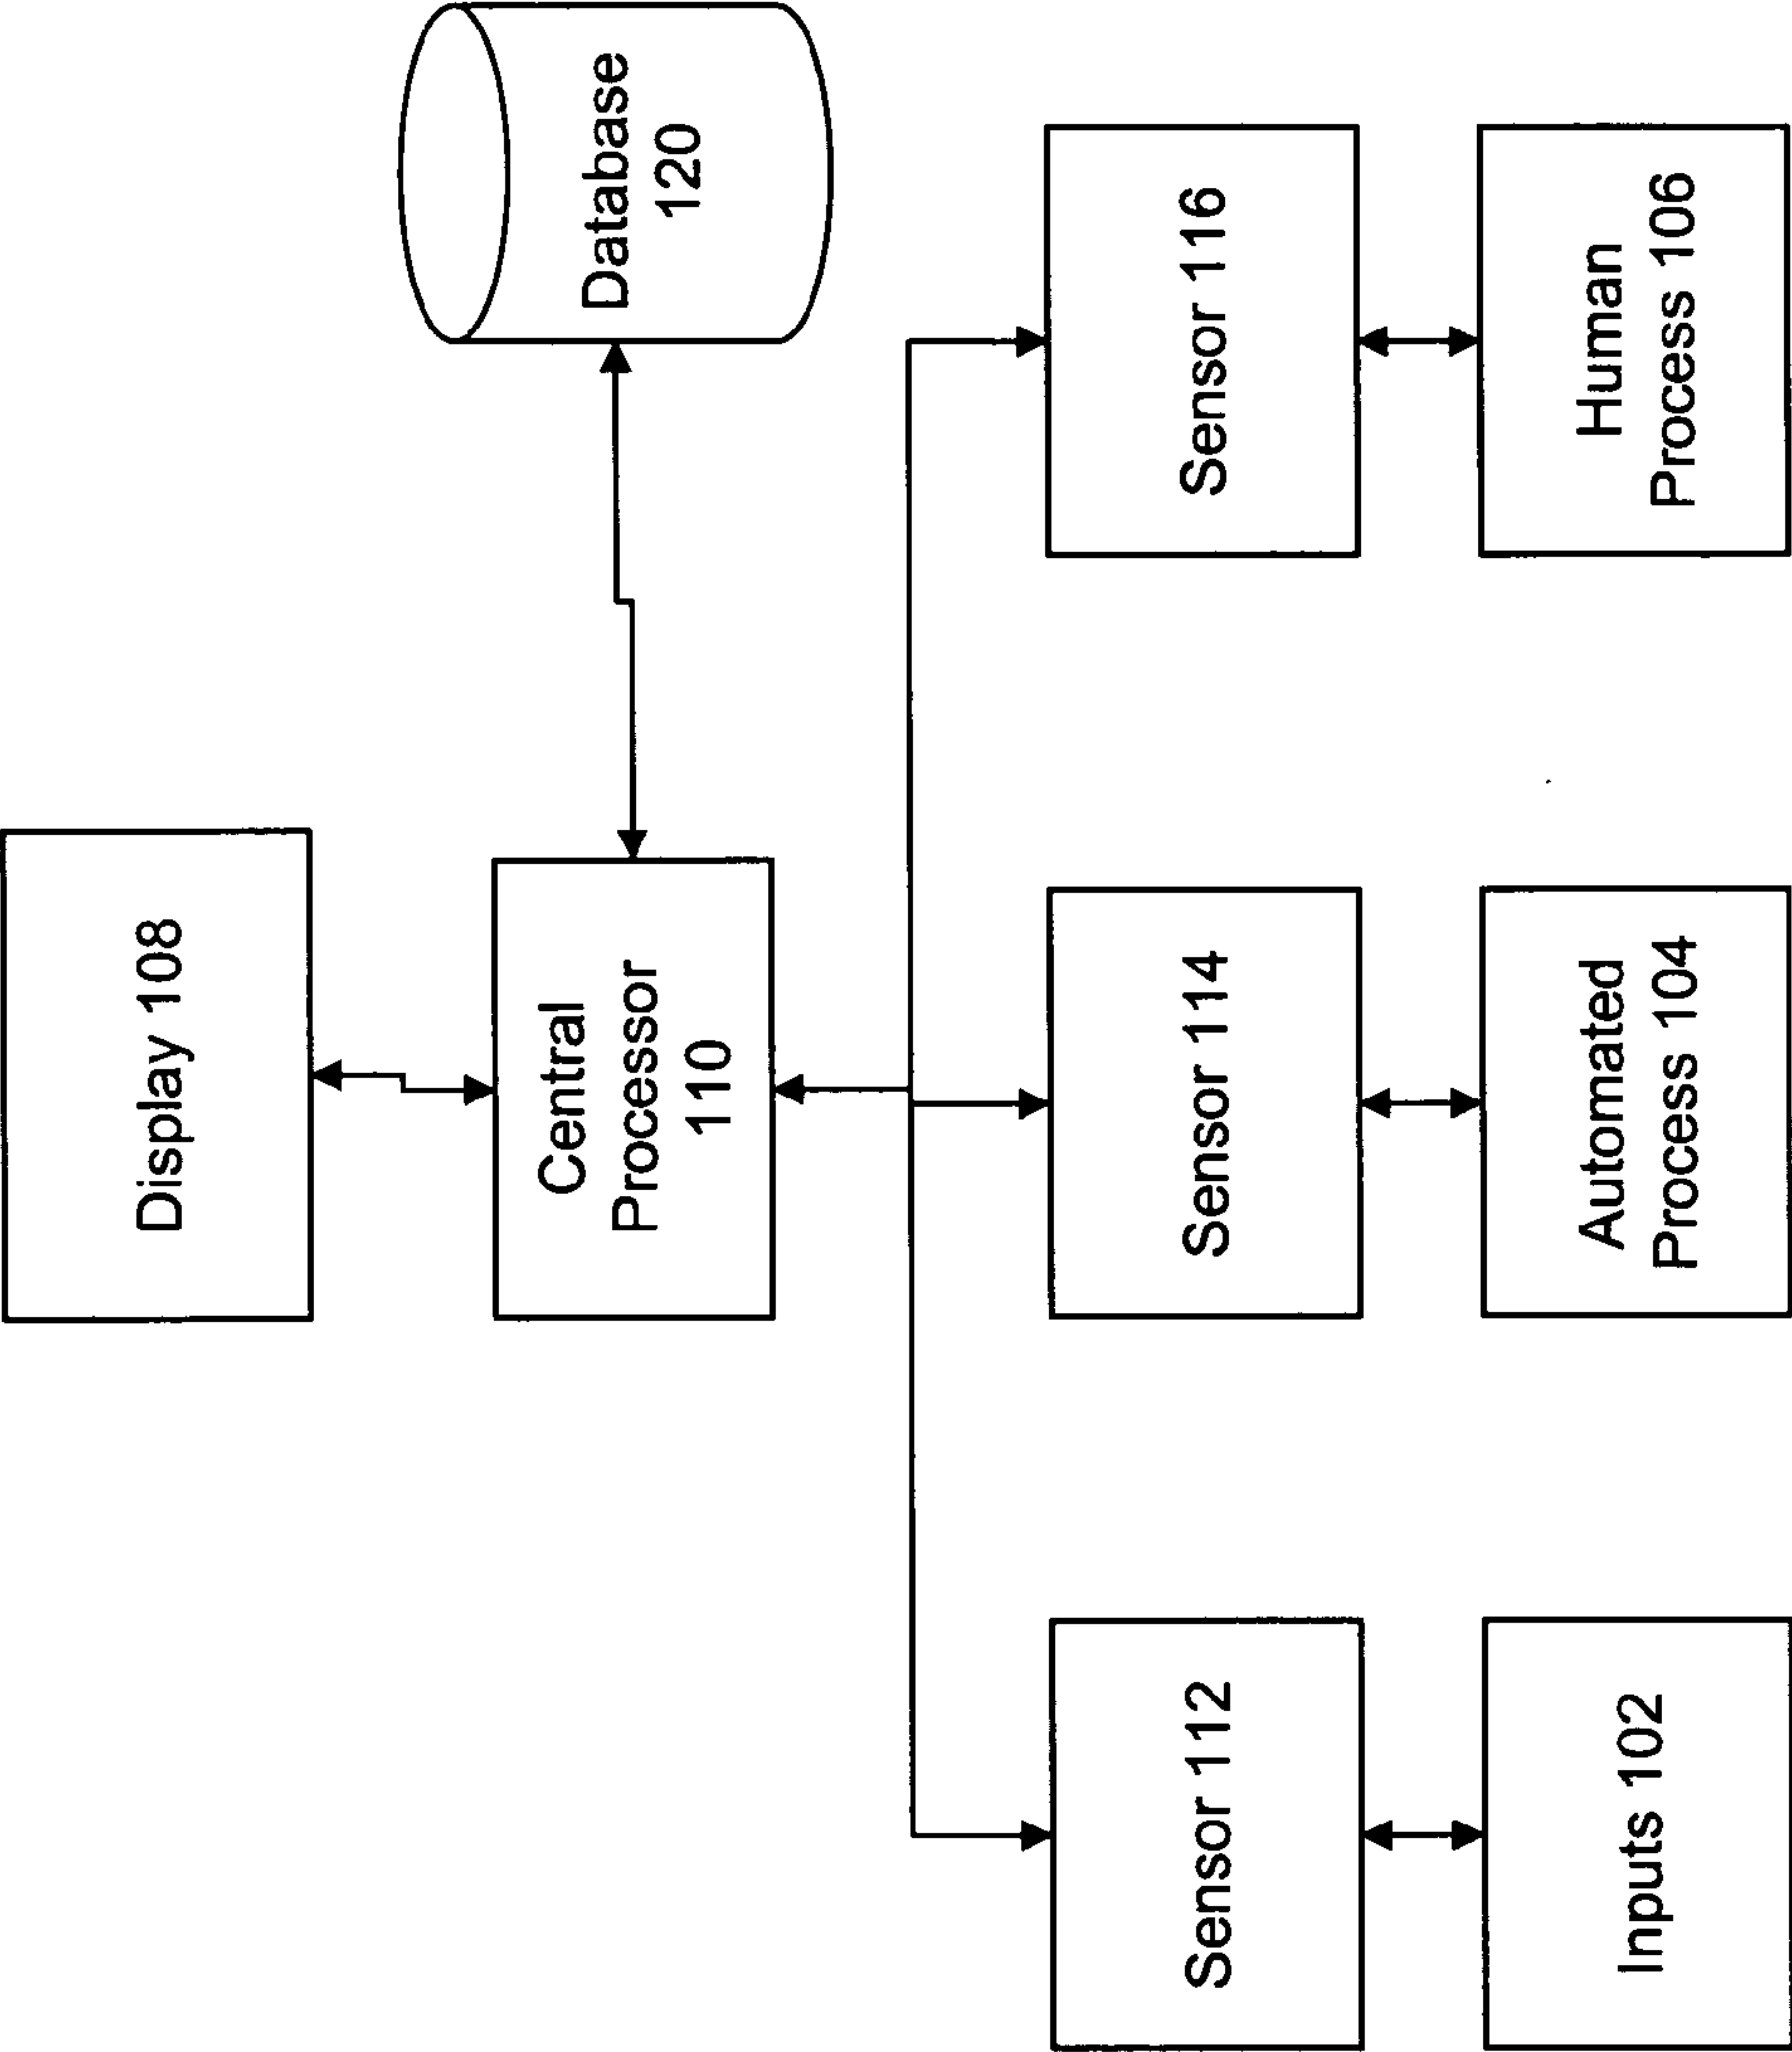 Display 108
Central
Processor
110
Database
120
Sensor 112
Sensor 114
Sensor 116
Inputs 102
Automated
Process 104
Human
Process 106